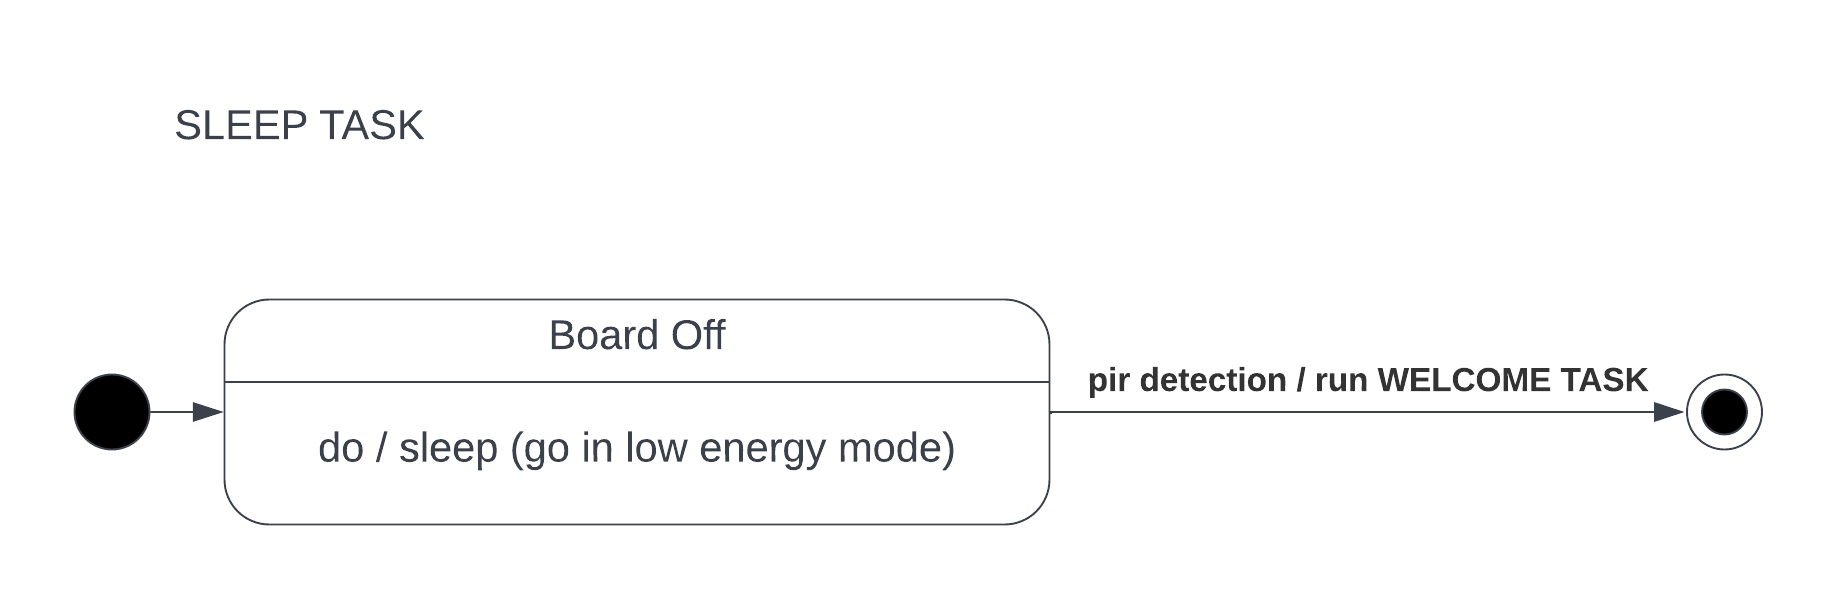 SLEEP TASK
Board Off
do / sleep (go in low energy mode)
pir detection / run WELCOME TASK